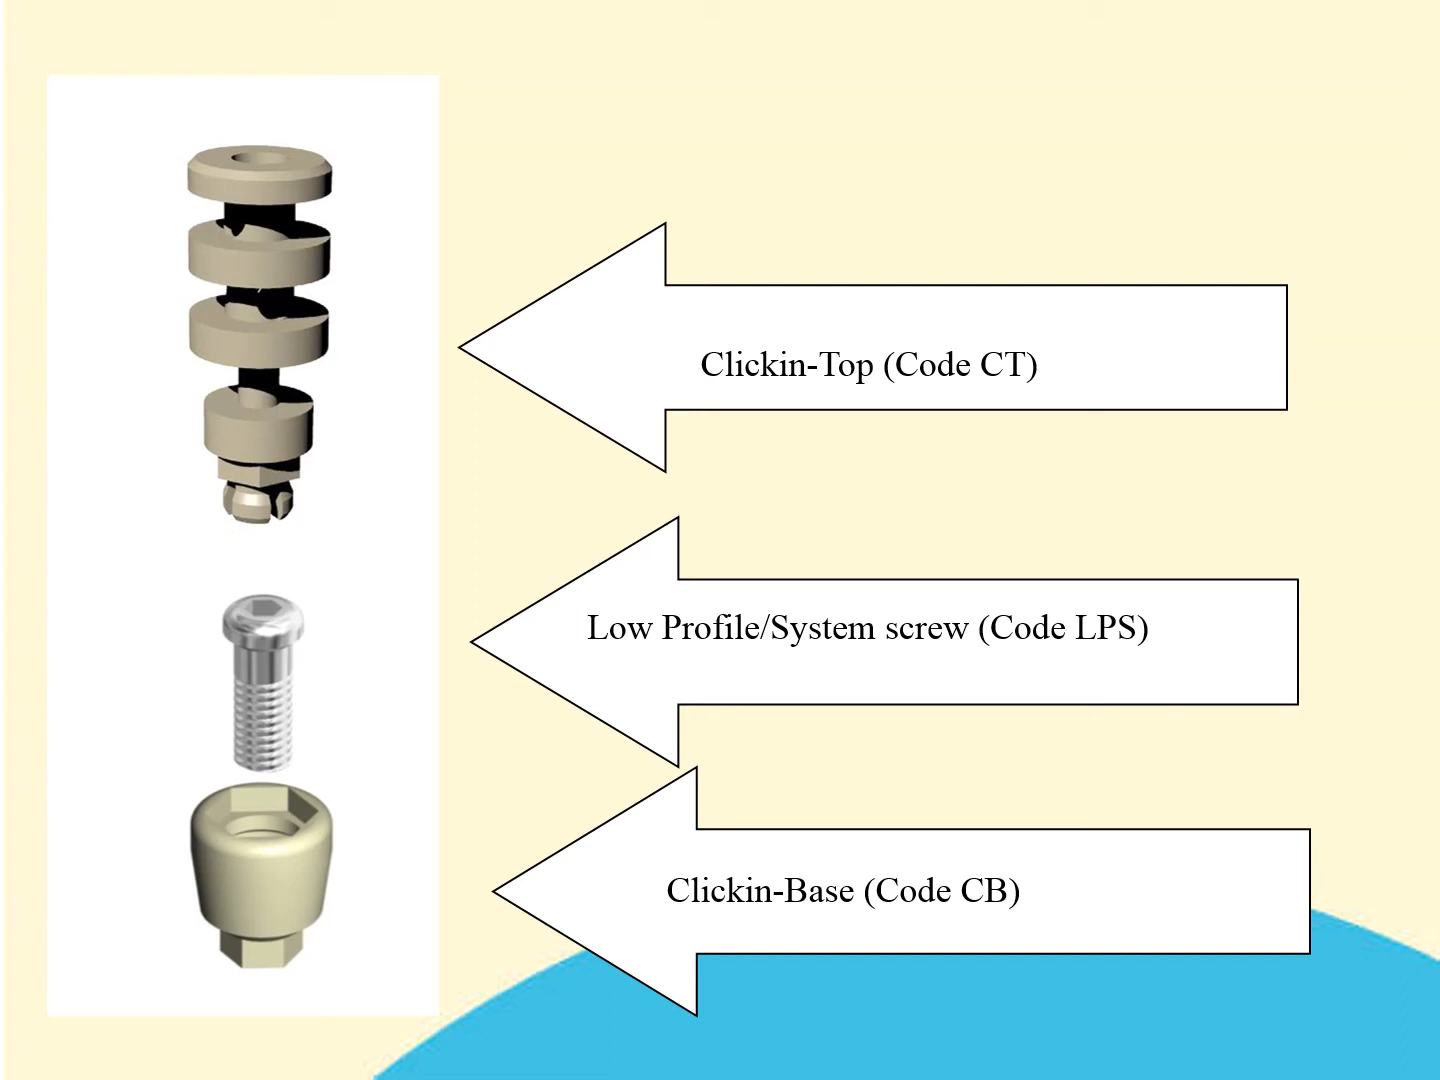 Clickin-Top (Code CT)
Low Profile/System screw (Code LPS)
Clickin-Base (Code CB)